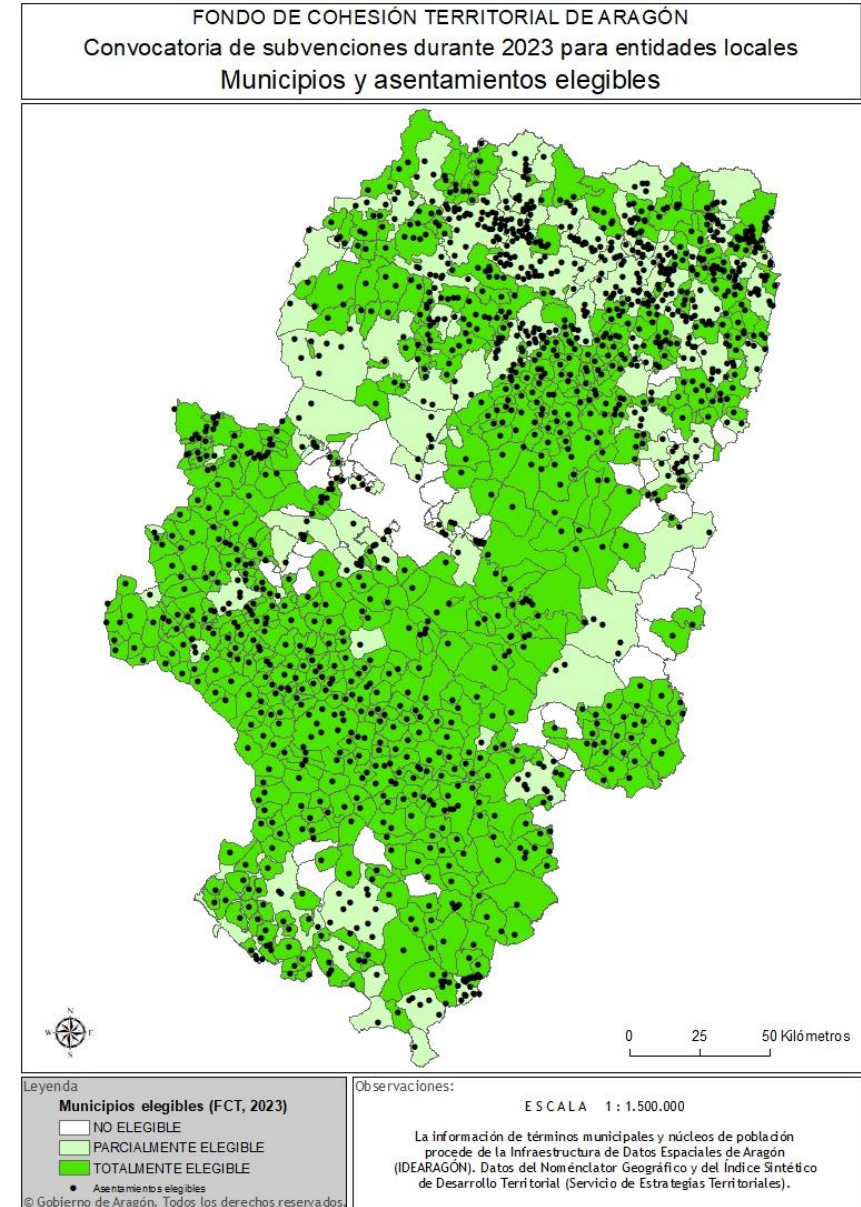 FONDO DE COHESIÓN TERRITORIAL DE ARAGÓN
Convocatoria de subvenciones durante 2023 para entidades locales
Municipios y asentamientos elegibles
N
W E
S
0 25 50 Kilómetros
Leyenda
Municipios elegibles (FCT, 2023)
NO ELEGIBLE
PARCIALMENTE ELEGIBLE
TOTALMENTE ELEGIBLE
Asentamientos elegibles
© Gobierno de Aragón. Todos los derechos reservados.
Observaciones:
ESCALA 1:1.500.000
La información de términos municipales y núcleos de población
procede de la Infraestructura de Datos Espaciales de Aragón
(IDEARAGÓN). Datos del Noménclator Geográfico y del Índice Sintético
de Desarrollo Territorial (Servicio de Estrategias Territoriales).